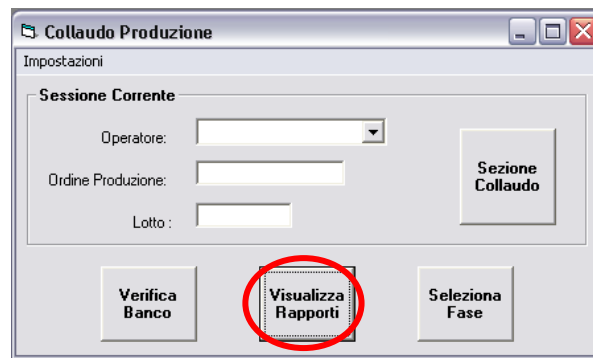 Collaudo Produzione
Impostazioni
Sessione Corrente
Operatore:
Ordine Produzione:
Lotto :
Sezione
Collaudo
Verifica
Banco
Visualizza
Rapporti
Seleziona
Fase